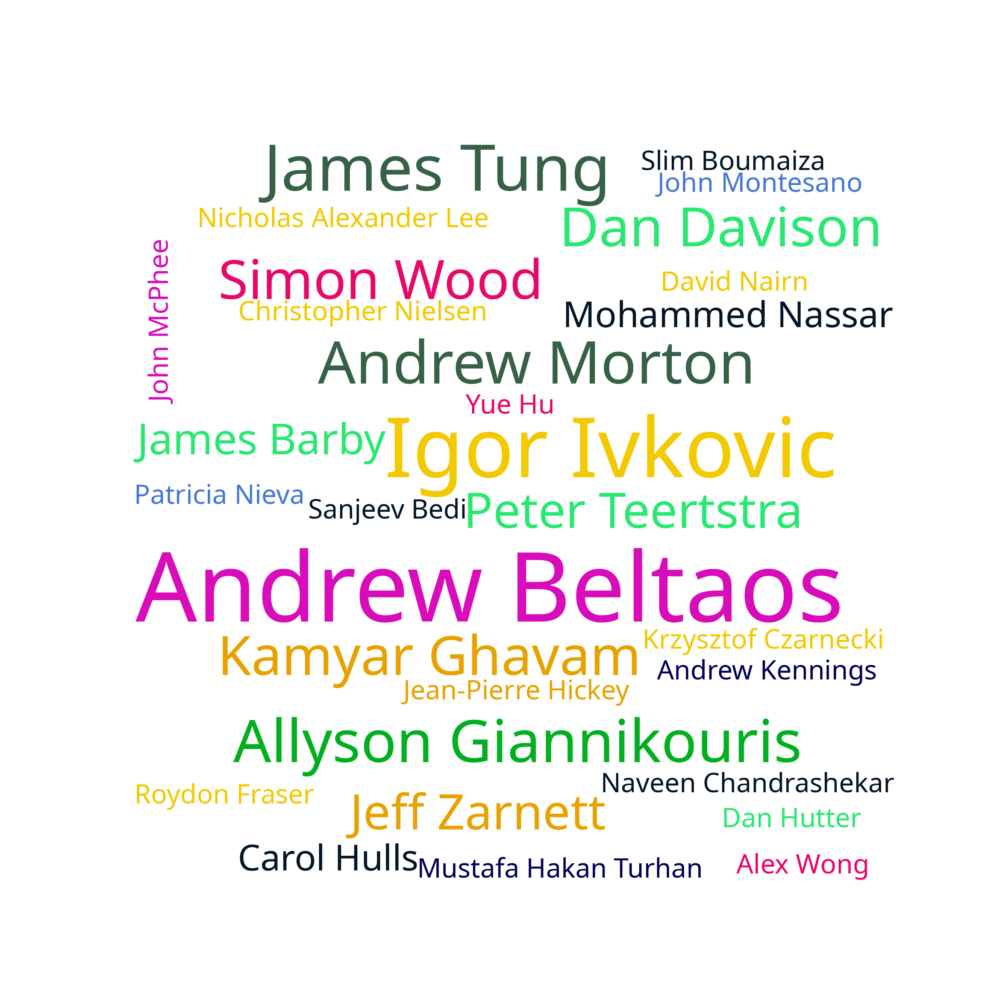 James Tung
Slim Boumaiza
John Montesano
Nicholas Alexander Lee
Dan Davison
John McPhee
Simon Wood
David Nairn
Christopher Nielsen
Mohammed Nassar
Andrew Morton
Yue Hu
James Barby
Igor Ivkovic
Patricia Nieva
Sanjeev Bedi
Peter Teertstra
Andrew Beltaos
Kamyar Ghavam
Krzysztof Czarnecki
Andrew Kennings
Jean-Pierre Hickey
Allyson Giannikouris
Naveen Chandrashekar
Roydon Fraser
Jeff Zarnett
Dan Hutter
Carol Hulls
Mustafa Hakan Turhan
Alex Wong